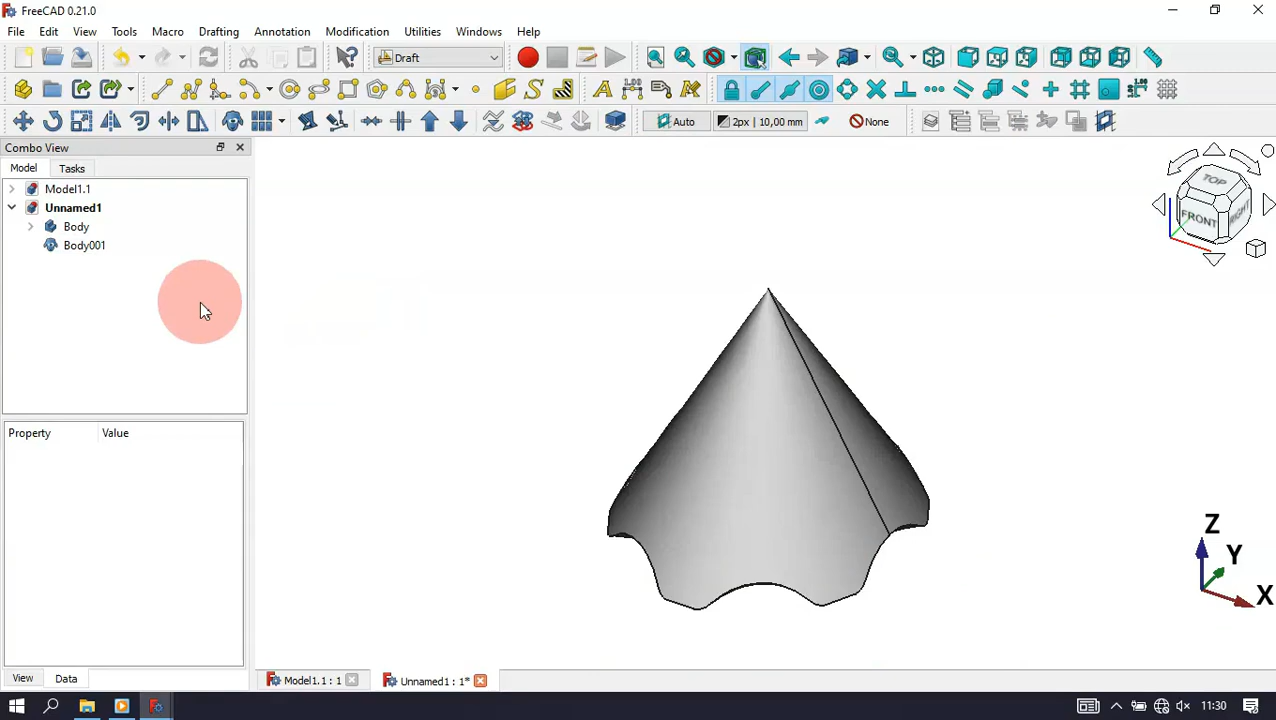 FreeCAD 0.21.0
File Edit View Tools Macro Drafting Annotation Modification Utilities Windows Help
Draft
Auto 2px | 10,00 mm None
Combo View
Model Tasks
Model1.1
Unnamed1
Body
Body001
Property Value
View Data
TOP
FRONT
RIGHT
Z
Y
X
Model1.1 : 1 Unnamed1 : 1*
11:30